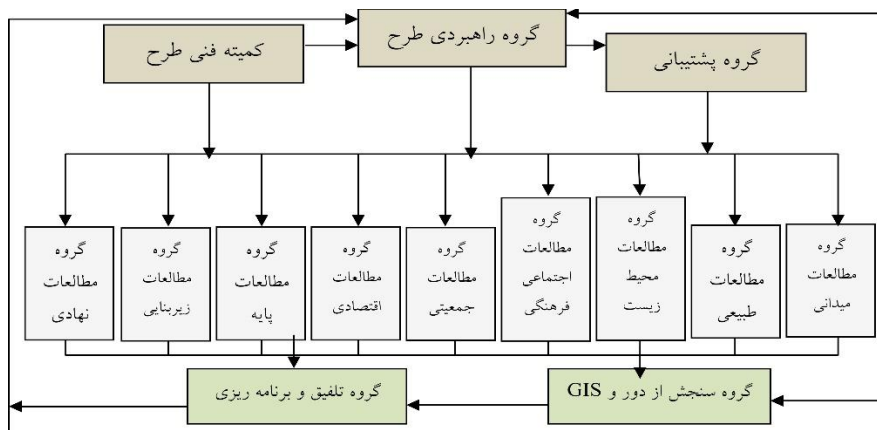 گروه راهبردی طرح
کمیته فنی طرح
گروه پشتیبانی
گروه
مطالعات
میدانی
گروه
مطالعات
طبیعی
گروه
مطالعات
محیط
زیست
گروه
مطالعات
اجتماعی
فرهنگی
گروه
مطالعات
جمعیتی
گروه
مطالعات
اقتصادی
گروه
مطالعات
پایه
گروه
مطالعات
زیربنایی
گروه
مطالعات
نهادی
گروه سنجش از دور و GIS
گروه تلفیق و برنامه ریزی